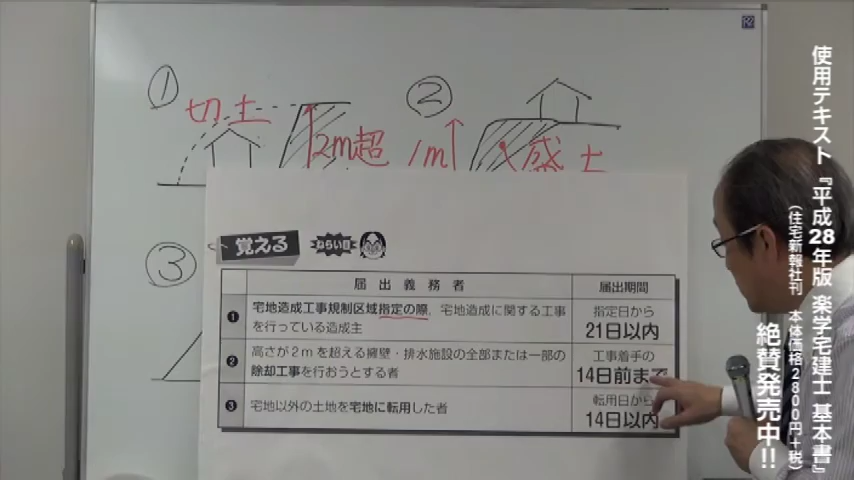 ①
切土
2m超
②
1m
盛土
③
覚える
ねらい目
届出義務者
届出期間
❶
宅地造成工事規制区域指定の際、宅地造成に関する工事
を行っている造成主
指定日から
21日以内
❷
高さが2mを超える擁壁・排水施設の全部または一部の
除却工事を行おうとする者
工事着手の
14日前まで
❸
宅地以外の土地を宅地に転用した者
転用日から
14日以内
使用テキスト『平成28年版 楽学宅建士 基本書』
(住宅新報社刊 本体価格2800円+税)
絶賛発売中!!